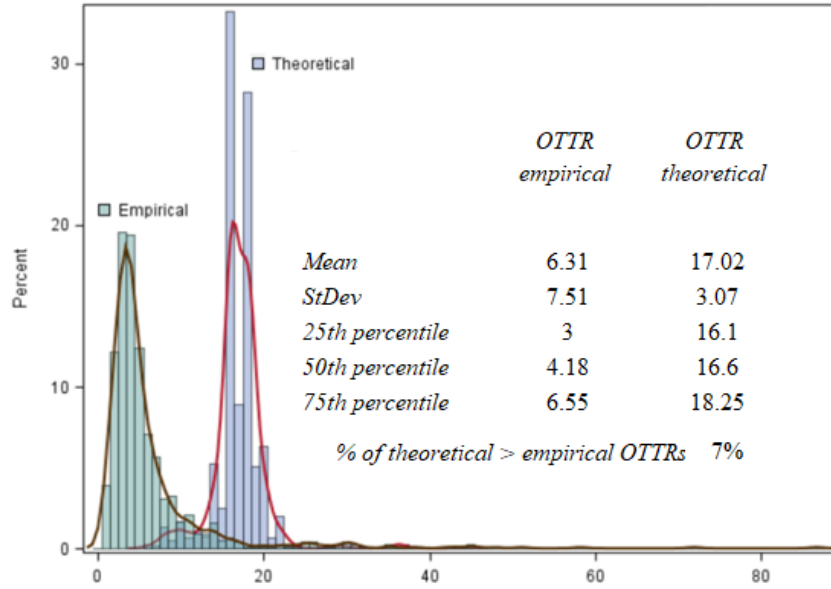 30
Theoretical
OTTR OTTR
empirical theoretical
20
Empirical
Percent
Mean 6.31 17.02
StDev 7.51 3.07
25th percentile 3 16.1
50th percentile 4.18 16.6
10
75th percentile 6.55 18.25
% of theoretical > empirical OTTRs 7%
0
0 20 40 60 80